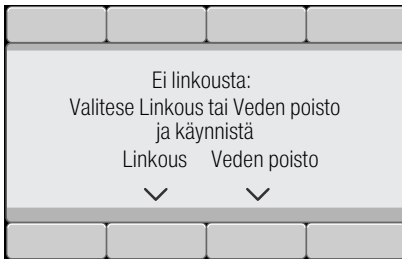 Ei linkousta:
Valitese Linkous tai Veden poisto
ja käynnistä
Linkous Veden poisto